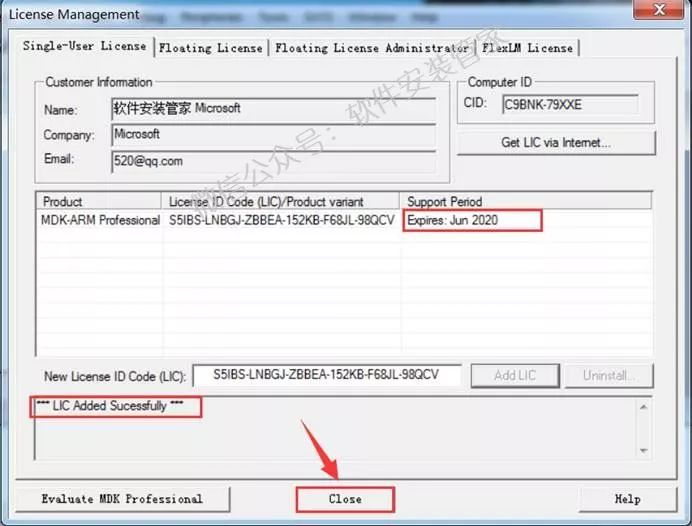 License Management
Single-User License
Floating License
Floating License Administrator
FlexLM License
Customer Information
Name:
软件安装管家 Microsoft
Company:
Microsoft
Email:
520@qq.com
Computer ID
CID:
C9BNK-79XXE
Get LIC via Internet...
Product
License ID Code (LIC)/Product variant
Support Period
MDK-ARM Professional
S5IBS-LNBGJ-ZBBEA-152KB-F68JL-98QCV
Expires: Jun 2020
New License ID Code (LIC):
S5IBS-LNBGJ-ZBBEA-152KB-F68JL-98QCV
Add LIC
Uninstall...
*** LIC Added Sucessfully ***
Evaluate MDK Professional
Close
Help
微信公众号：软件安装管家